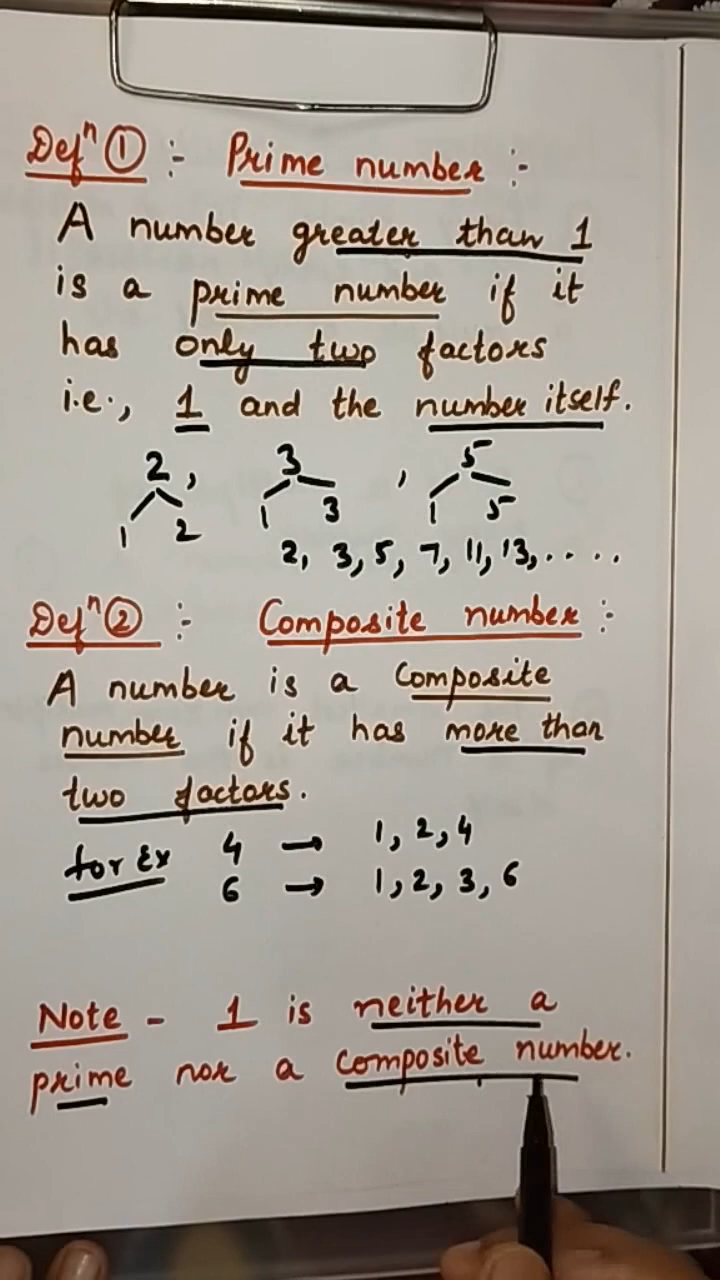 Defⁿ ① :- Prime number :-
A number greater than 1
is a prime number if it
has only two factors
i.e., 1 and the number itself.
2, 3, 5
1 2 1 3 1 5
2, 3, 5, 7, 11, 13, .....
Defⁿ ② :- Composite number :-
A number is a Composite
number if it has more than
two factors.
for Ex 4 → 1, 2, 4
6 → 1, 2, 3, 6
Note - 1 is neither a
prime nor a composite number.